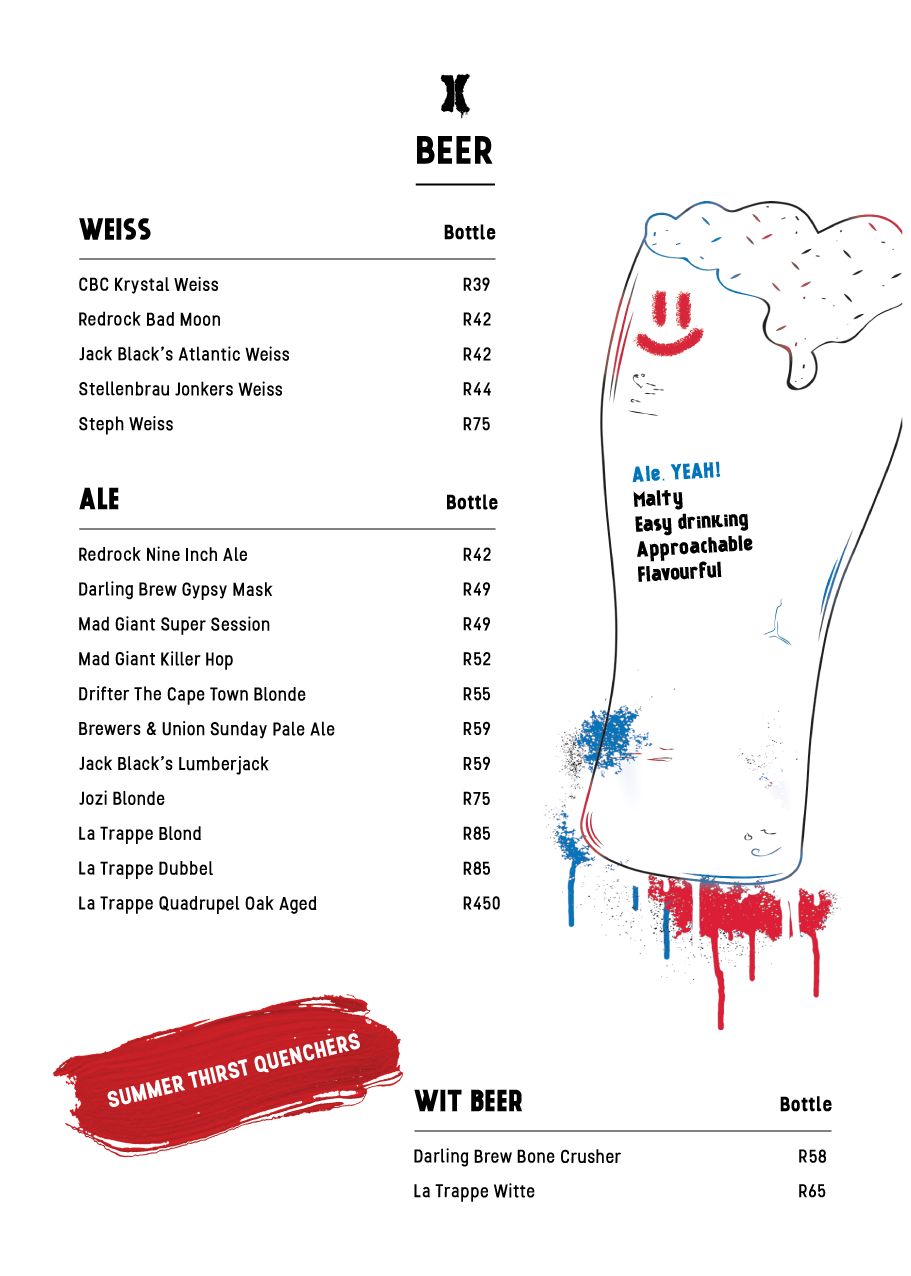 BEER
WEISS Bottle
CBC Krystal Weiss R39
Redrock Bad Moon R42
Jack Black's Atlantic Weiss R42
Stellenbrau Jonkers Weiss R44
Steph Weiss R75
ALE Bottle
Redrock Nine Inch Ale R42
Darling Brew Gypsy Mask R49
Mad Giant Super Session R49
Mad Giant Killer Hop R52
Drifter The Cape Town Blonde R55
Brewers & Union Sunday Pale Ale R59
Jack Black's Lumberjack R59
Jozi Blonde R75
La Trappe Blond R85
La Trappe Dubbel R85
La Trappe Quadrupel Oak Aged R450
Ale. YEAH!
Malty
Easy drinking
Approachable
Flavourful
SUMMER THIRST QUENCHERS
WIT BEER Bottle
Darling Brew Bone Crusher R58
La Trappe Witte R65